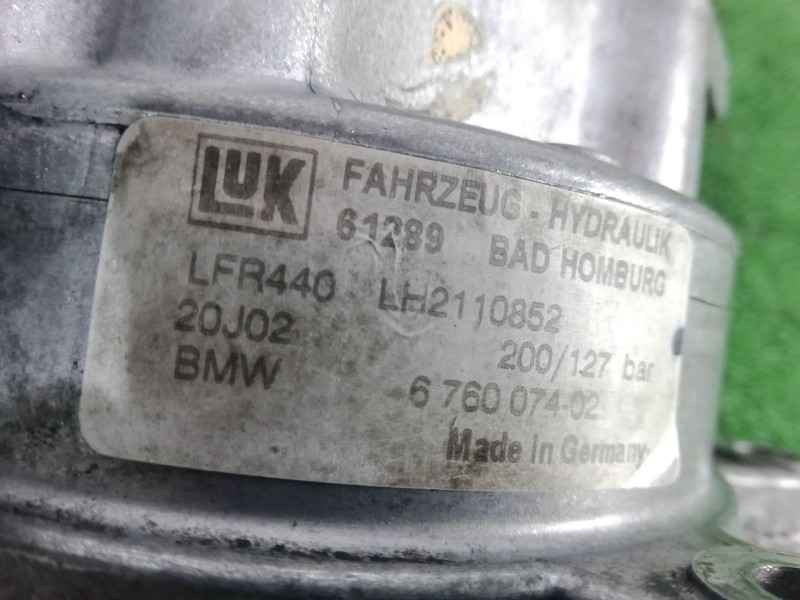 LuK FAHRZEUG - HYDRAULIK
61289 BAD HOMBURG
LFR440 LH2110852
20J02 200/127 bar
BMW 6 760 074-02
Made in Germany